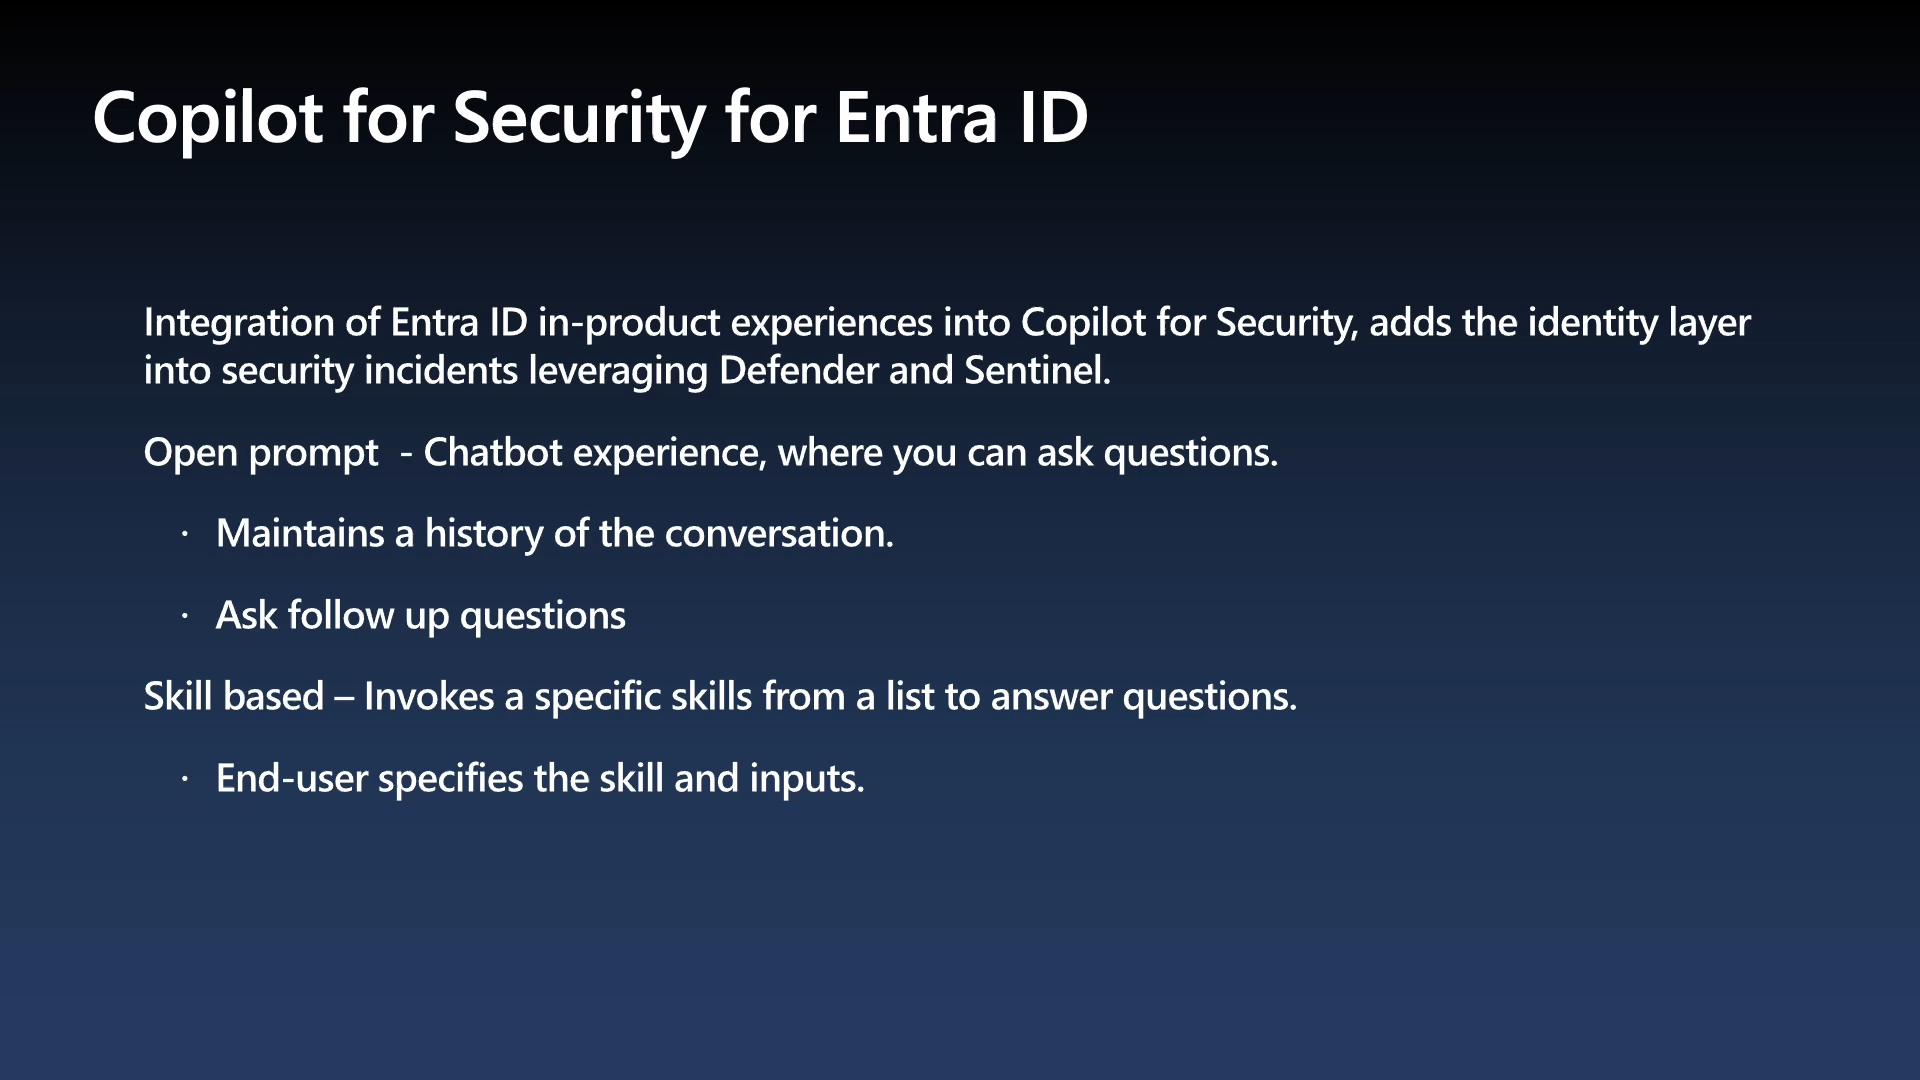 Copilot for Security for Entra ID
Integration of Entra ID in-product experiences into Copilot for Security, adds the identity layer
into security incidents leveraging Defender and Sentinel.
Open prompt  - Chatbot experience, where you can ask questions.
· Maintains a history of the conversation.
· Ask follow up questions
Skill based – Invokes a specific skills from a list to answer questions.
· End-user specifies the skill and inputs.